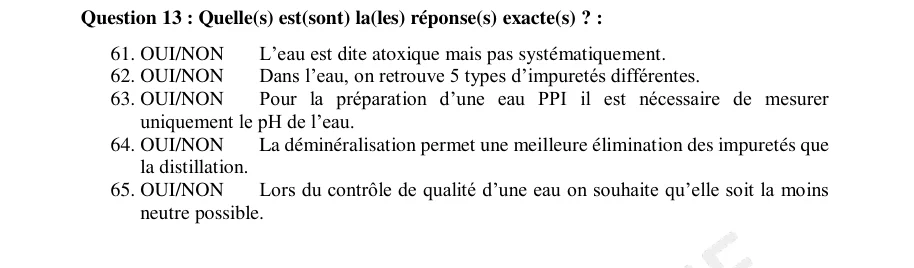 Question 13 : Quelle(s) est(sont) la(les) réponse(s) exacte(s) ? :
61. OUI/NON L'eau est dite atoxique mais pas systématiquement.
62. OUI/NON Dans l'eau, on retrouve 5 types d'impuretés différentes.
63. OUI/NON Pour la préparation d'une eau PPI il est nécessaire de mesurer
uniquement le pH de l'eau.
64. OUI/NON La déminéralisation permet une meilleure élimination des impuretés que
la distillation.
65. OUI/NON Lors du contrôle de qualité d'une eau on souhaite qu'elle soit la moins
neutre possible.